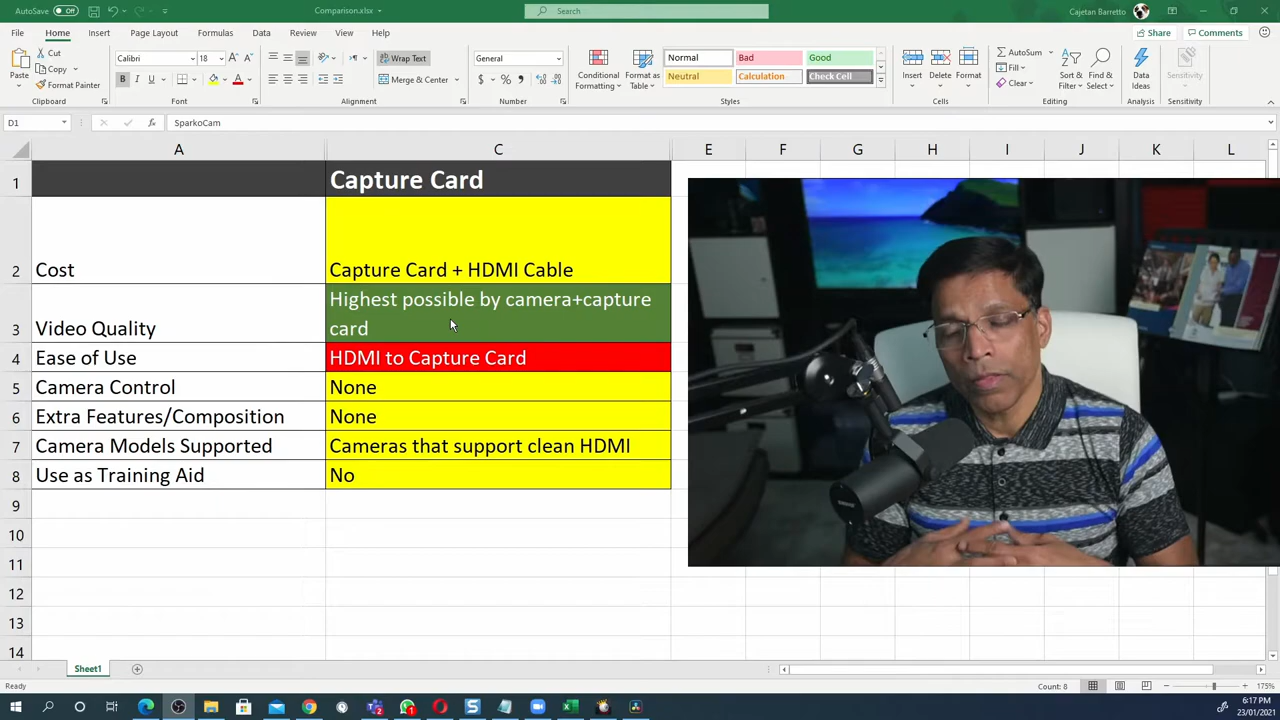 AutoSave Off
Comparison.xlsx
Search
Cajetan Barretto
File Home Insert Draw Page Layout Formulas Data Review View Help
Share Comments
Paste
Cut
Copy
Format Painter
Calibri 18
B I U
Wrap Text
Merge & Center
General
$ % ,
Conditional Formatting
Format as Table
Normal Bad Good
Neutral Calculation Check Cell
Insert Delete Format
AutoSum
Fill
Clear
Sort & Filter
Find & Select
Analyze Data
Sensitivity
Clipboard Font Alignment Number Styles Cells Editing Analysis Sensitivity
D1 fx SparkoCam
A C E F G H I J K L
1 Capture Card
2 Cost Capture Card + HDMI Cable
Highest possible by camera+capture
3 Video Quality card
4 Ease of Use HDMI to Capture Card
5 Camera Control None
6 Extra Features/Composition None
7 Camera Models Supported Cameras that support clean HDMI
8 Use as Training Aid No
9
10
11
12
13
14
Sheet1
Ready Count: 8 175%
6:17 PM
23/01/2021